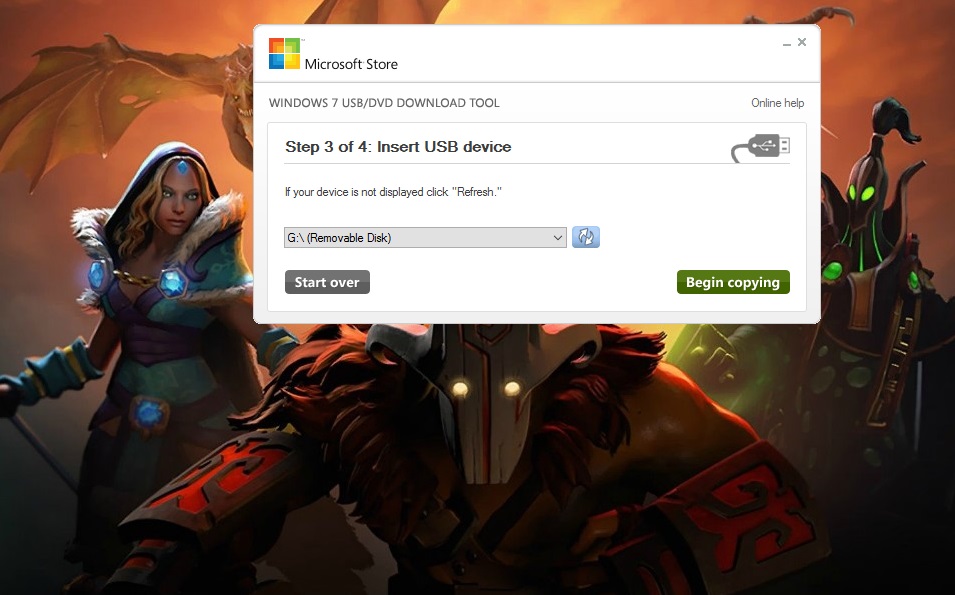 Microsoft Store
WINDOWS 7 USB/DVD DOWNLOAD TOOL
Online help
Step 3 of 4: Insert USB device
If your device is not displayed click "Refresh."
G:\ (Removable Disk)
Start over
Begin copying